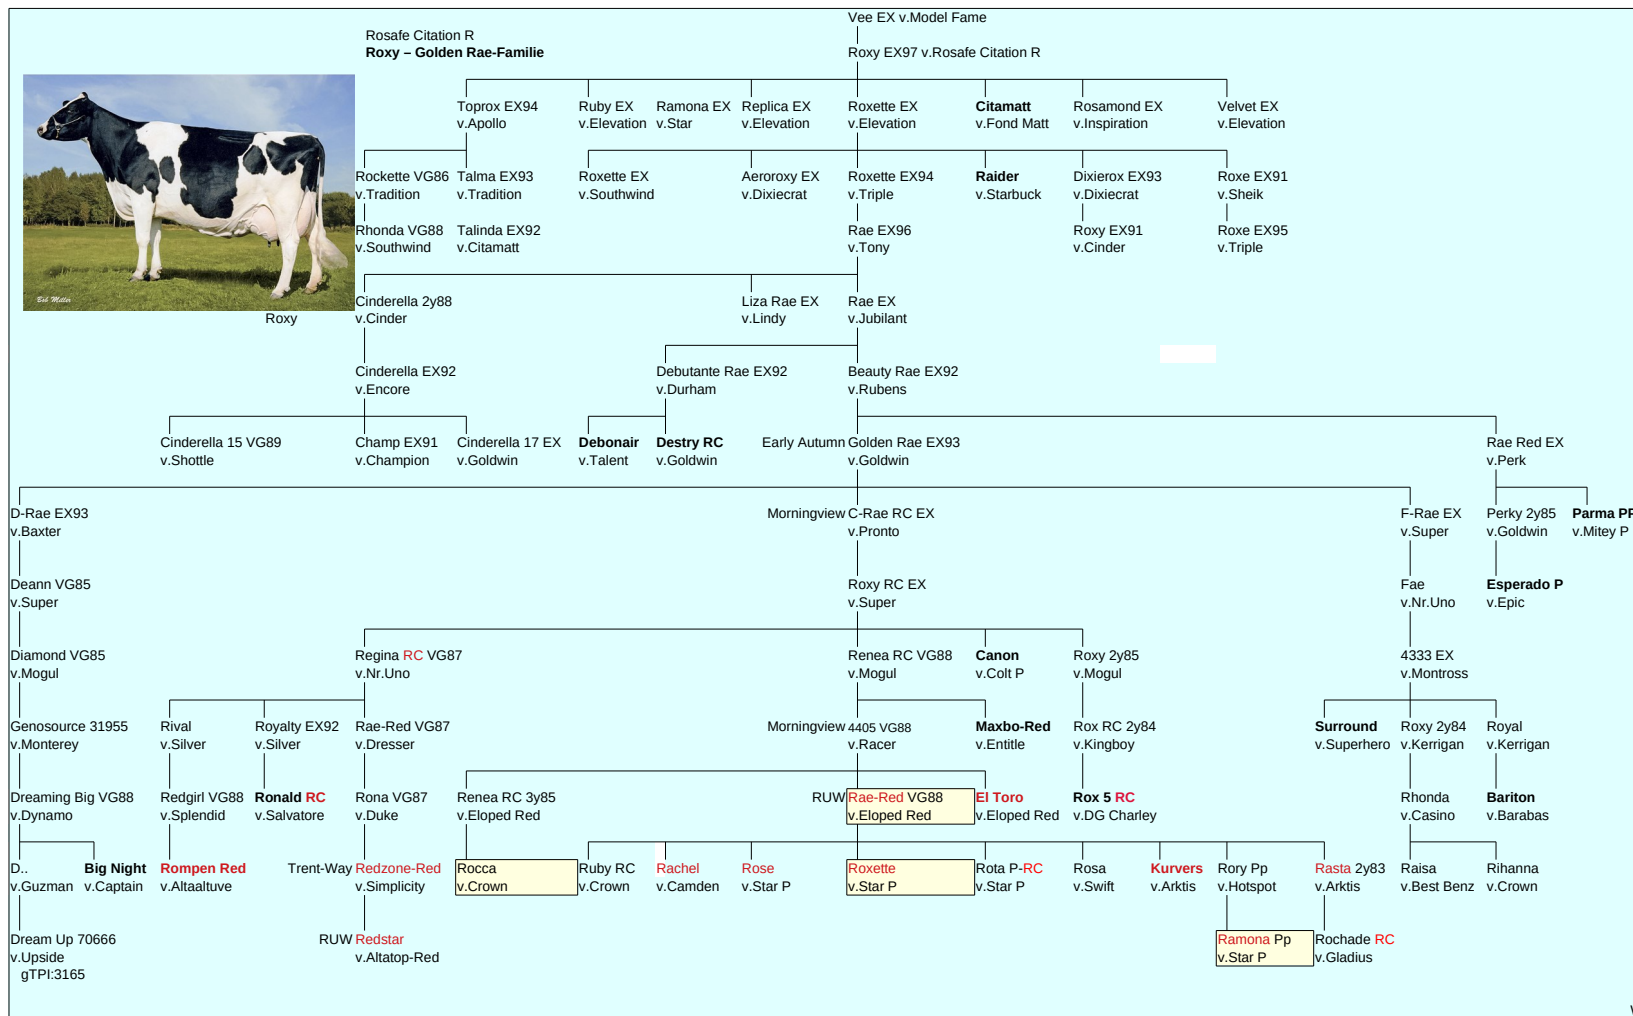 Vee EX v.Model Fame
Rosafe Citation R
Roxy – Golden Rae-Familie
Roxy EX97 v.Rosafe Citation R
Toprox EX94 Ruby EX Ramona EX Replica EX Roxette EX Citamatt Rosamond EX Velvet EX
v.Apollo v.Elevation v.Star v.Elevation v.Elevation v.Fond Matt v.Inspiration v.Elevation
Rockette VG86 Talma EX93 Roxette EX Aeroroxy EX Roxette EX94 Raider Dixierox EX93 Roxe EX91
v.Tradition v.Tradition v.Southwind v.Dixiecrat v.Triple v.Starbuck v.Dixiecrat v.Sheik
Rhonda VG88 Talinda EX92 Rae EX96 Roxy EX91 Roxe EX95
v.Southwind v.Citamatt v.Tony v.Cinder v.Triple
Bob Miller
Cinderella 2y88 Liza Rae EX Rae EX
Roxy v.Cinder v.Lindy v.Jubilant
Cinderella EX92 Debutante Rae EX92 Beauty Rae EX92
v.Encore v.Durham v.Rubens
Cinderella 15 VG89 Champ EX91 Cinderella 17 EX Debonair Destry RC Early Autumn Golden Rae EX93 Rae Red EX
v.Shottle v.Champion v.Goldwin v.Talent v.Goldwin v.Goldwin v.Perk
D-Rae EX93 Morningview C-Rae RC EX F-Rae EX Perky 2y85 Parma PP
v.Baxter v.Pronto v.Super v.Goldwin v.Mitey P
Deann VG85 Roxy RC EX Fae Esperado P
v.Super v.Super v.Nr.Uno v.Epic
Diamond VG85 Regina RC VG87 Renea RC VG88 Canon Roxy 2y85 4333 EX
v.Mogul v.Nr.Uno v.Mogul v.Colt P v.Mogul v.Montross
Genosource 31955 Rival Royalty EX92 Rae-Red VG87 Morningview 4405 VG88 Maxbo-Red Rox RC 2y84 Surround Roxy 2y84 Royal
v.Monterey v.Silver v.Silver v.Dresser v.Racer v.Entitle v.Kingboy v.Superhero v.Kerrigan v.Kerrigan
Dreaming Big VG88 Redgirl VG88 Ronald RC Rona VG87 Renea RC 3y85 RUW Rae-Red VG88 El Toro Rox 5 RC Rhonda Bariton
v.Dynamo v.Splendid v.Salvatore v.Duke v.Eloped Red v.Eloped Red v.Eloped Red v.DG Charley v.Casino v.Barabas
D.. Big Night Rompen Red Trent-Way Redzone-Red Rocca Ruby RC Rachel Rose Roxette Rota P-RC Rosa Kurvers Rory Pp Rasta 2y83 Raisa Rihanna
v.Guzman v.Captain v.Altaaltuve v.Simplicity v.Crown v.Crown v.Camden v.Star P v.Star P v.Star P v.Swift v.Arktis v.Hotspot v.Arktis v.Best Benz v.Crown
Dream Up 70666 RUW Redstar Ramona Pp Rochade RC
v.Upside v.Altatop-Red v.Star P v.Gladius
gTPI:3165